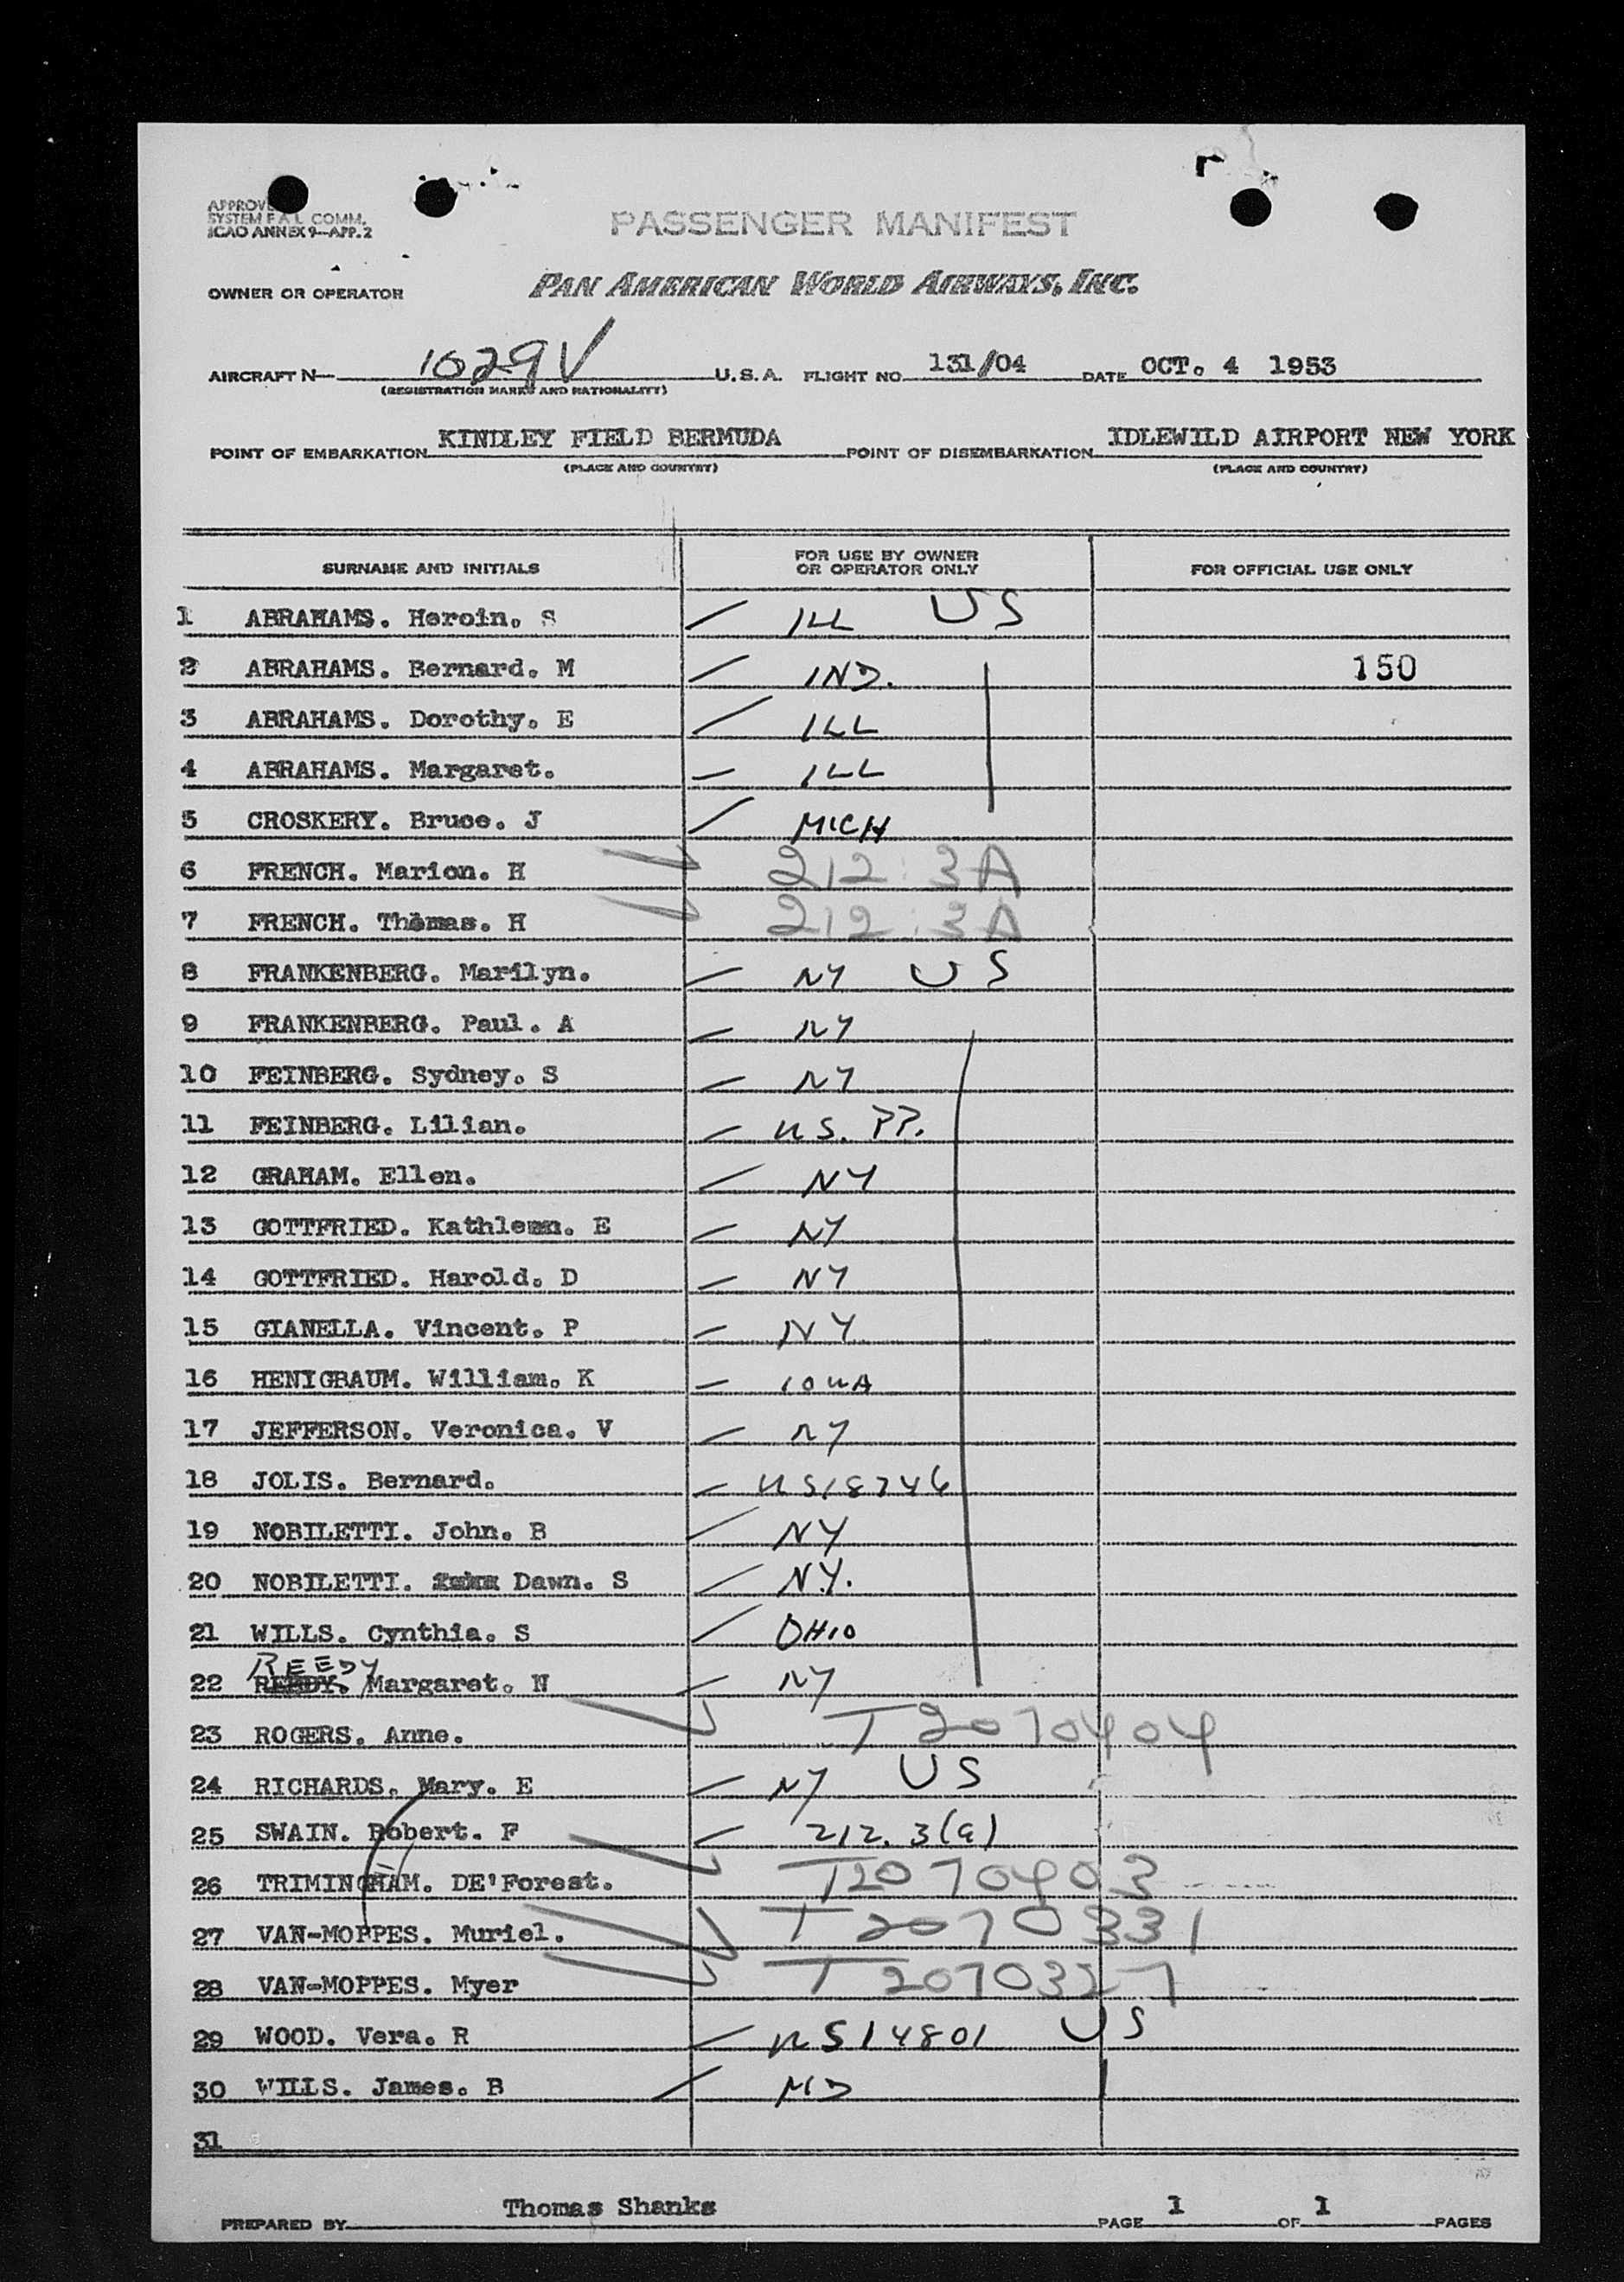 APPROVE
SYSTEM F A L COMM.
ICAO ANNEX 9—APP. 2
PASSENGER MANIFEST
OWNER OR OPERATOR PAN AMERICAN WORLD AIRWAYS, INC.
AIRCRAFT N— 1029V U.S.A. FLIGHT NO. 131/04 DATE OCT. 4 1953
(REGISTRATION MARKS AND NATIONALITY)
POINT OF EMBARKATION KINDLEY FIELD BERMUDA POINT OF DISEMBARKATION IDLEWILD AIRPORT NEW YORK
(PLACE AND COUNTRY) (PLACE AND COUNTRY)
SURNAME AND INITIALS FOR USE BY OWNER OR OPERATOR ONLY FOR OFFICIAL USE ONLY
1 ABRAHAMS. Heroin. S ILL US
2 ABRAHAMS. Bernard. M IND. 150
3 ABRAHAMS. Dorothy. E ILL
4 ABRAHAMS. Margaret. ILL
5 CROSKERY. Bruce. J MICH
6 FRENCH. Marion. H 212.3A
7 FRENCH. Thomas. H 212.3A
8 FRANKENBERG. Marilyn. NY US
9 FRANKENBERG. Paul. A NY
10 FEINBERG. Sydney. S NY
11 FEINBERG. Lilian. US. PP.
12 GRAHAM. Ellen. NY
13 GOTTFRIED. Kathleen. E NY
14 GOTTFRIED. Harold. D NY
15 GIANELLA. Vincent. P NY
16 HENIGBAUM. William. K IOWA
17 JEFFERSON. Veronica. V NY
18 JOLIS. Bernard. US18746
19 NOBILETTI. John. B NY
20 NOBILETTI. Dawn. S N.Y.
21 WILLS. Cynthia. S OHIO
REEDY
22 Margaret. N NY
23 ROGERS. Anne. T2070404
24 RICHARDS. Mary. E NY US
25 SWAIN. Robert. F 212.3(a)
26 TRIMINGHAM. DE'Forest. T2070403
27 VAN-MOPPES. Muriel. T2070331
28 VAN-MOPPES. Myer T2070327
29 WOOD. Vera. R NS14801 US
30 WILLS. James. B MD
31
PREPARED BY Thomas Shanks PAGE 1 OF 1 PAGES